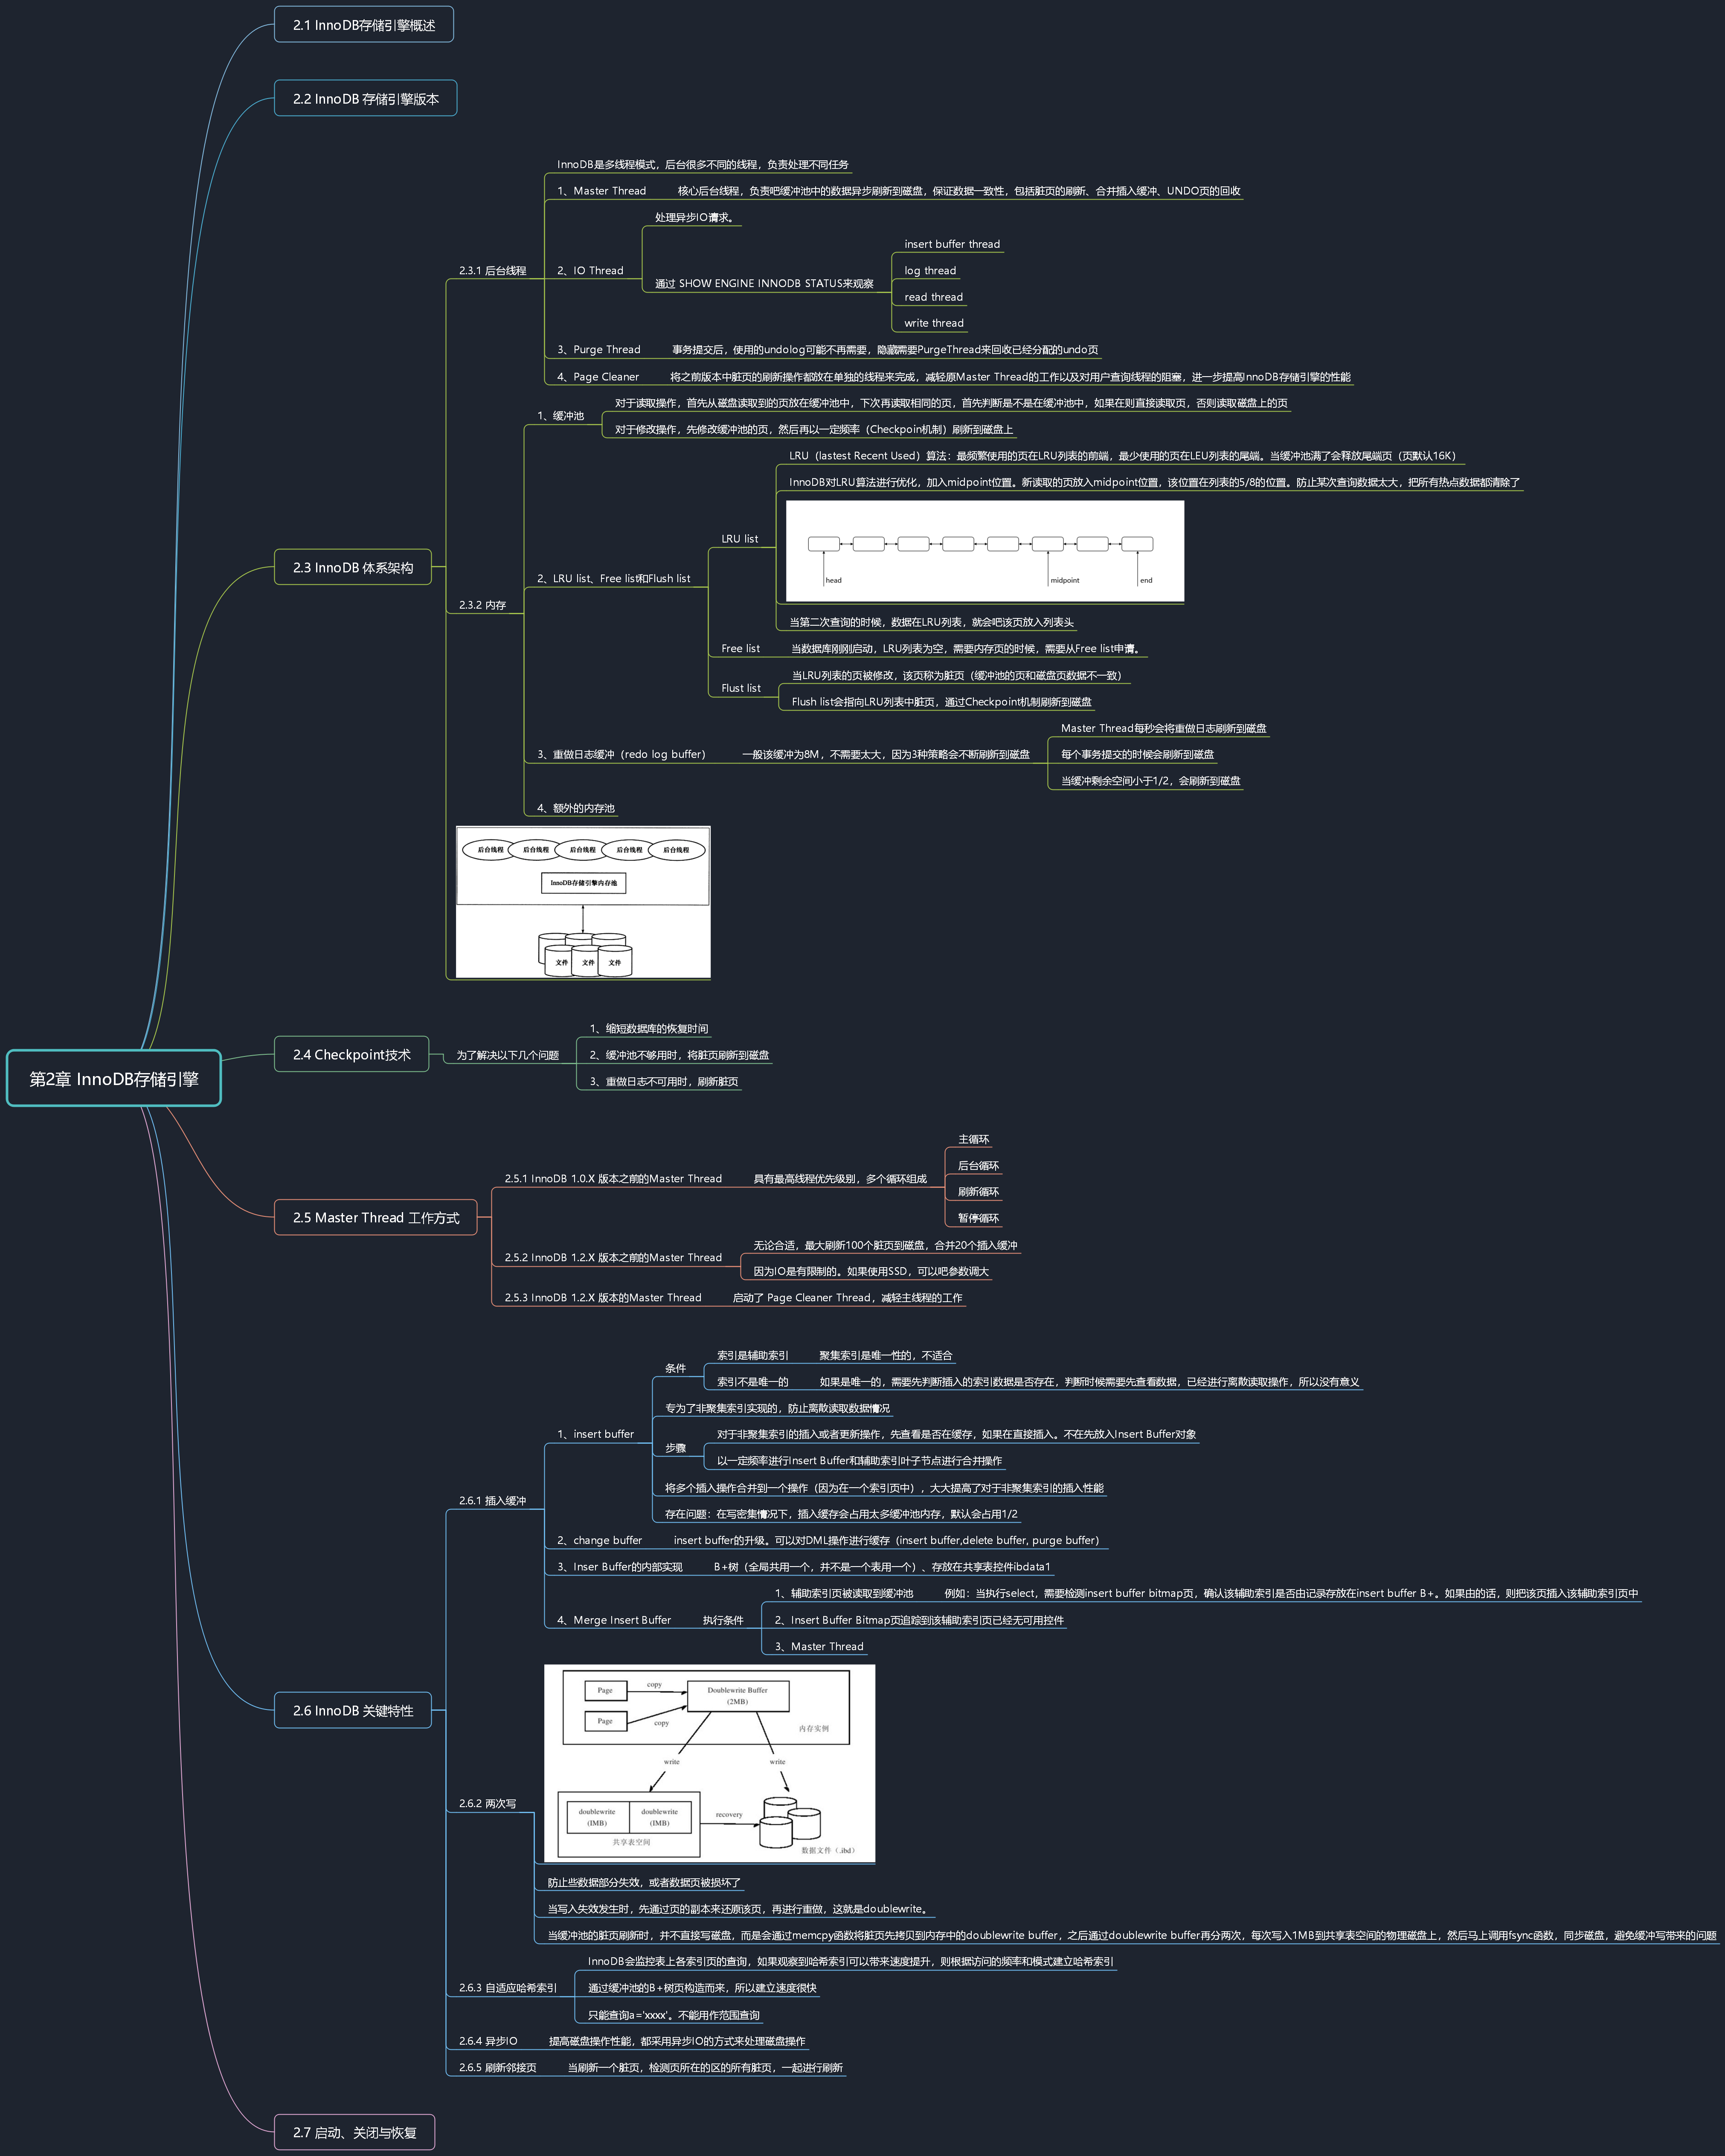 第2章 InnoDB存储引擎
2.1 InnoDB存储引擎概述
2.2 InnoDB 存储引擎版本
2.3 InnoDB 体系架构
2.3.1 后台线程
InnoDB是多线程模式，后台很多不同的线程，负责处理不同任务
1、Master Thread
核心后台线程，负责吧缓冲池中的数据异步刷新到磁盘，保证数据一致性，包括脏页的刷新、合并插入缓冲、UNDO页的回收
2、IO Thread
处理异步IO请求。
通过 SHOW ENGINE INNODB STATUS来观察
insert buffer thread
log thread
read thread
write thread
3、Purge Thread
事务提交后，使用的undolog可能不再需要，隐藏需要PurgeThread来回收已经分配的undo页
4、Page Cleaner
将之前版本中脏页的刷新操作都放在单独的线程来完成，减轻原Master Thread的工作以及对用户查询线程的阻塞，进一步提高InnoDB存储引擎的性能
2.3.2 内存
1、缓冲池
对于读取操作，首先从磁盘读取到的页放在缓冲池中，下次再读取相同的页，首先判断是不是在缓冲池中，如果在则直接读取页，否则读取磁盘上的页
对于修改操作，先修改缓冲池的页，然后再以一定频率（Checkpoin机制）刷新到磁盘上
2、LRU list、Free list和Flush list
LRU list
LRU（lastest Recent Used）算法：最频繁使用的页在LRU列表的前端，最少使用的页在LEU列表的尾端。当缓冲池满了会释放尾端页（页默认16K）
InnoDB对LRU算法进行优化，加入midpoint位置。新读取的页放入midpoint位置，该位置在列表的5/8的位置。防止某次查询数据太大，把所有热点数据都清除了
head
midpoint
end
当第二次查询的时候，数据在LRU列表，就会吧该页放入列表头
Free list
当数据库刚刚启动，LRU列表为空，需要内存页的时候，需要从Free list申请。
Flust list
当LRU列表的页被修改，该页称为脏页（缓冲池的页和磁盘页数据不一致）
Flush list会指向LRU列表中脏页，通过Checkpoint机制刷新到磁盘
3、重做日志缓冲（redo log buffer）
一般该缓冲为8M，不需要太大，因为3种策略会不断刷新到磁盘
Master Thread每秒会将重做日志刷新到磁盘
每个事务提交的时候会刷新到磁盘
当缓冲剩余空间小于1/2，会刷新到磁盘
4、额外的内存池
后台线程
后台线程
后台线程
后台线程
后台线程
InnoDB存储引擎内存池
文件
文件
文件
2.4 Checkpoint技术
为了解决以下几个问题
1、缩短数据库的恢复时间
2、缓冲池不够用时，将脏页刷新到磁盘
3、重做日志不可用时，刷新脏页
2.5 Master Thread 工作方式
2.5.1 InnoDB 1.0.X 版本之前的Master Thread
具有最高线程优先级别，多个循环组成
主循环
后台循环
刷新循环
暂停循环
2.5.2 InnoDB 1.2.X 版本之前的Master Thread
无论合适，最大刷新100个脏页到磁盘，合并20个插入缓冲
因为IO是有限制的。如果使用SSD，可以吧参数调大
2.5.3 InnoDB 1.2.X 版本的Master Thread
启动了 Page Cleaner Thread，减轻主线程的工作
2.6 InnoDB 关键特性
2.6.1 插入缓冲
1、insert buffer
条件
索引是辅助索引
聚集索引是唯一性的，不适合
索引不是唯一的
如果是唯一的，需要先判断插入的索引数据是否存在，判断时候需要先查看数据，已经进行离散读取操作，所以没有意义
专为了非聚集索引实现的，防止离散读取数据情况
步骤
对于非聚集索引的插入或者更新操作，先查看是否在缓存，如果在直接插入。不在先放入Insert Buffer对象
以一定频率进行Insert Buffer和辅助索引叶子节点进行合并操作
将多个插入操作合并到一个操作（因为在一个索引页中），大大提高了对于非聚集索引的插入性能
存在问题：在写密集情况下，插入缓存会占用太多缓冲池内存，默认会占用1/2
2、change buffer
insert buffer的升级。可以对DML操作进行缓存（insert buffer,delete buffer, purge buffer）
3、Inser Buffer的内部实现
B+树（全局共用一个，并不是一个表用一个）、存放在共享表控件ibdata1
4、Merge Insert Buffer
执行条件
1、辅助索引页被读取到缓冲池
例如：当执行select，需要检测insert buffer bitmap页，确认该辅助索引是否由记录存放在insert buffer B+。如果由的话，则把该页插入该辅助索引页中
2、Insert Buffer Bitmap页追踪到该辅助索引页已经无可用控件
3、Master Thread
2.6.2 两次写
Page
copy
Doublewrite Buffer
(2MB)
Page
copy
内存实例
write
write
doublewrite
(1MB)
doublewrite
(1MB)
共享表空间
recovery
数据文件（.ibd）
防止些数据部分失效，或者数据页被损坏了
当写入失效发生时，先通过页的副本来还原该页，再进行重做，这就是doublewrite。
当缓冲池的脏页刷新时，并不直接写磁盘，而是会通过memcpy函数将脏页先拷贝到内存中的doublewrite buffer，之后通过doublewrite buffer再分两次，每次写入1MB到共享表空间的物理磁盘上，然后马上调用fsync函数，同步磁盘，避免缓冲写带来的问题
2.6.3 自适应哈希索引
InnoDB会监控表上各索引页的查询，如果观察到哈希索引可以带来速度提升，则根据访问的频率和模式建立哈希索引
通过缓冲池的B+树页构造而来，所以建立速度很快
只能查询a='xxxx'。不能用作范围查询
2.6.4 异步IO
提高磁盘操作性能，都采用异步IO的方式来处理磁盘操作
2.6.5 刷新邻接页
当刷新一个脏页，检测页所在的区的所有脏页，一起进行刷新
2.7 启动、关闭与恢复